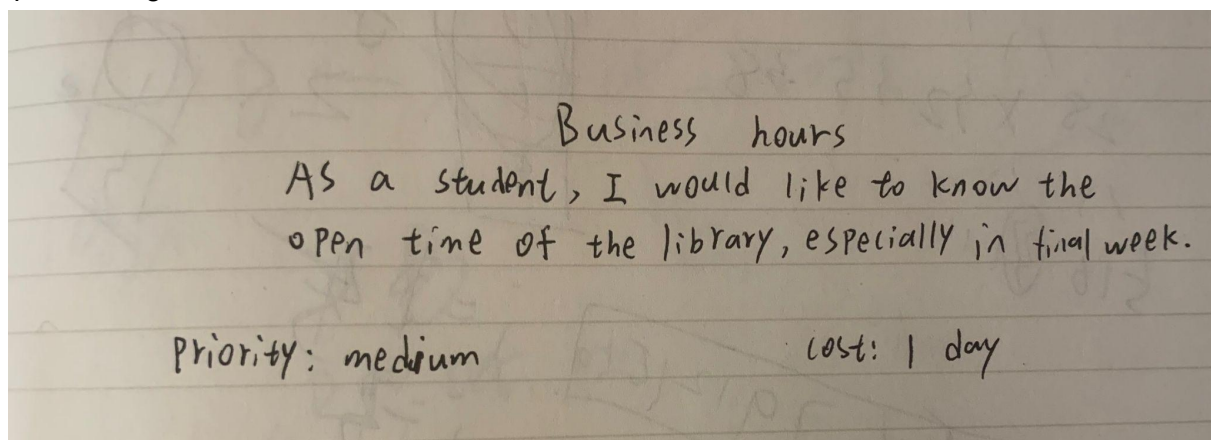 Business hours
As a student, I would like to know the
open time of the library, especially in final week.
Priority: medium
cost: 1 day